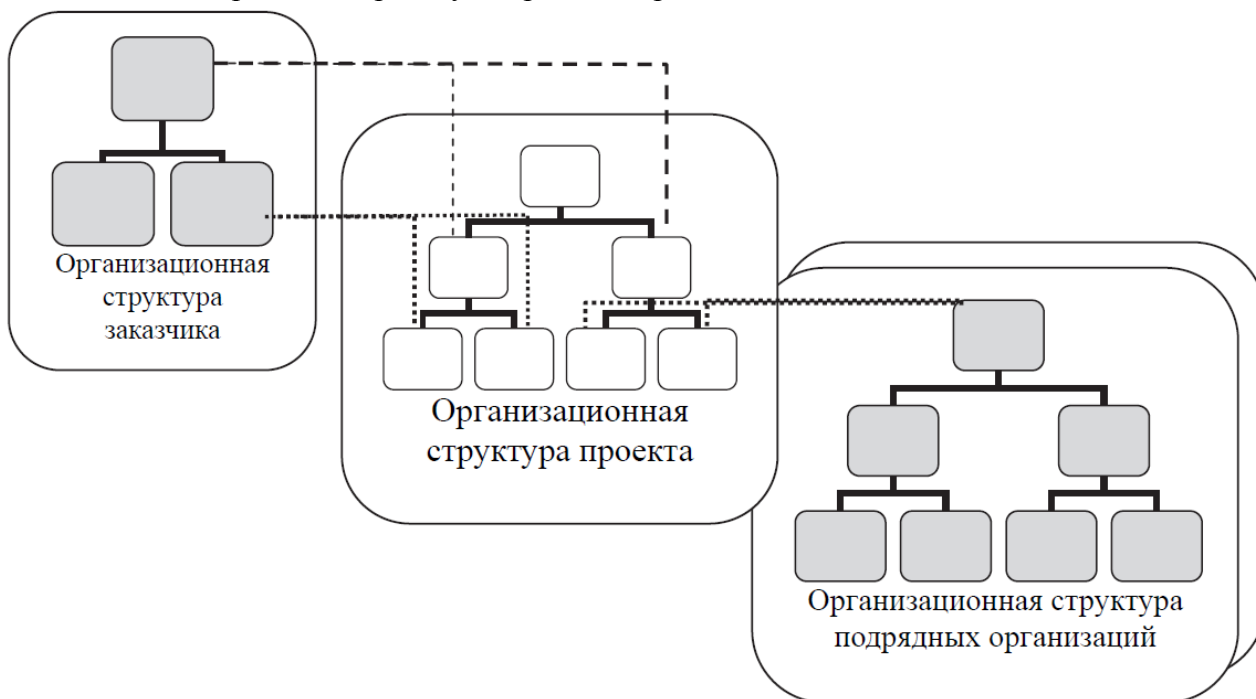 Организационная
структура
заказчика
Организационная
структура проекта
Организационная структура
подрядных организаций